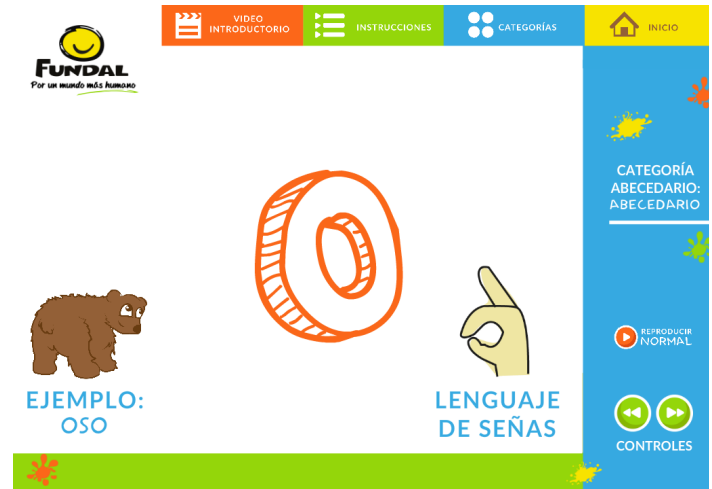 FUNDAL
Por un mundo más humano
VIDEO
INTRODUCTORIO
INSTRUCCIONES
CATEGORÍAS
INICIO
CATEGORÍA
ABECEDARIO:
ABECEDARIO
O
REPRODUCIR
NORMAL
EJEMPLO:
OSO
LENGUAJE
DE SEÑAS
CONTROLES